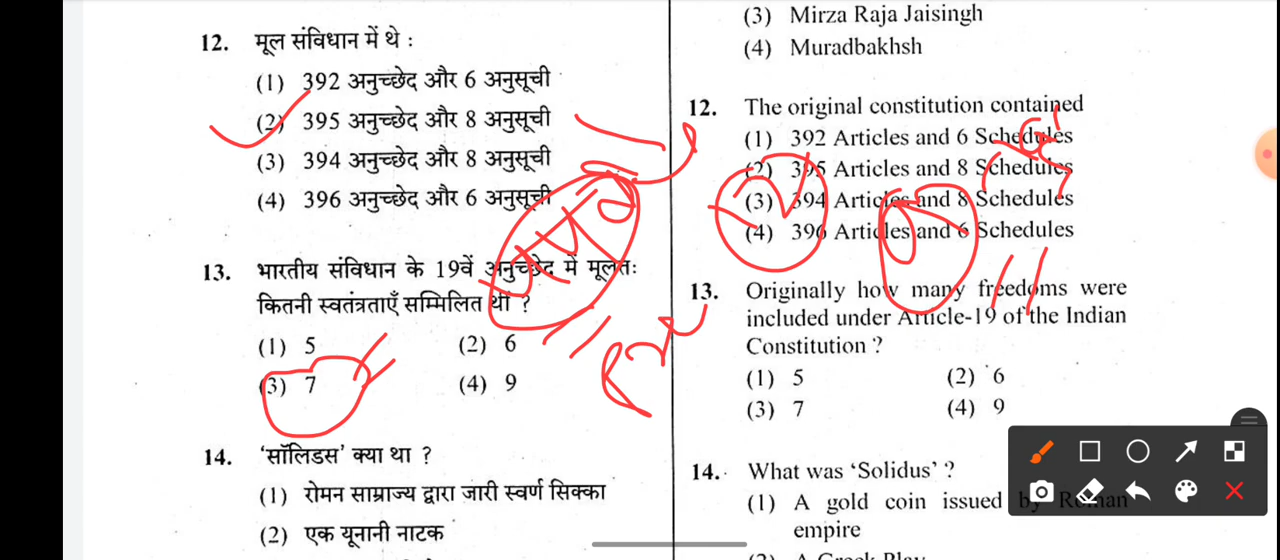 12. मूल संविधान में थे :
(1) 392 अनुच्छेद और 6 अनुसूची
(2) 395 अनुच्छेद और 8 अनुसूची
(3) 394 अनुच्छेद और 8 अनुसूची
(4) 396 अनुच्छेद और 6 अनुसूची
13. भारतीय संविधान के 19वें अनुच्छेद में मूलतः
कितनी स्वतंत्रताएँ सम्मिलित थीं ?
(1) 5 (2) 6
(3) 7 (4) 9
14. ‘सॉलिडस’ क्या था ?
(1) रोमन साम्राज्य द्वारा जारी स्वर्ण सिक्का
(2) एक यूनानी नाटक
(3) Mirza Raja Jaisingh
(4) Muradbakhsh
12. The original constitution contained
(1) 392 Articles and 6 Schedules
(2) 395 Articles and 8 Schedules
(3) 394 Articles and 8 Schedules
(4) 396 Articles and 6 Schedules
13. Originally how many freedoms were
included under Article-19 of the Indian
Constitution ?
(1) 5 (2) 6
(3) 7 (4) 9
14. What was ‘Solidus’ ?
(1) A gold coin issued by Roman
empire